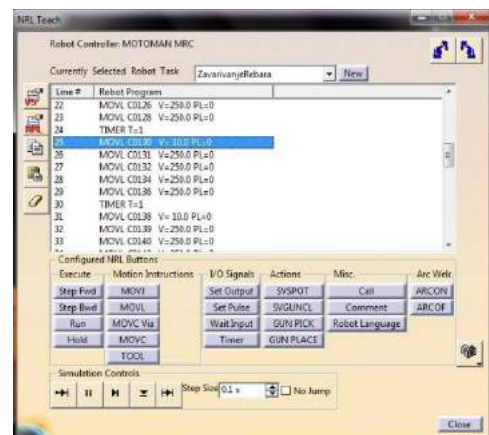 NRL Teach
Robot Controller: MOTOMAN MRC
Currently Selected Robot Task ZavarivanjeRebara New
Line # Robot Program
22 MOVL C0126 V=250.0 PL=0
23 MOVL C0128 V=250.0 PL=0
24 TIMER T=1
25 MOVL C0130 V= 10.0 PL=0
26 MOVL C0131 V=250.0 PL=0
27 MOVL C0132 V=250.0 PL=0
28 MOVL C0134 V=250.0 PL=0
29 MOVL C0136 V=250.0 PL=0
30 TIMER T=1
31 MOVL C0138 V= 10.0 PL=0
32 MOVL C0139 V=250.0 PL=0
33 MOVL C0140 V=250.0 PL=0
Configured NRL Buttons
Execute Motion Instructions I/O Signals Actions Misc. Arc Welc
Step Fwd MOVJ Set Output SVSPOT Call ARCON
Step Bwd MOVL Set Pulse SVGUNCL Comment ARCOF
Run MOVC Via Wait Input GUN PICK Robot Language
Hold MOVC Timer GUN PLACE
TOOL
Simulation Controls
Step Size 0.1 s No Jump
Close